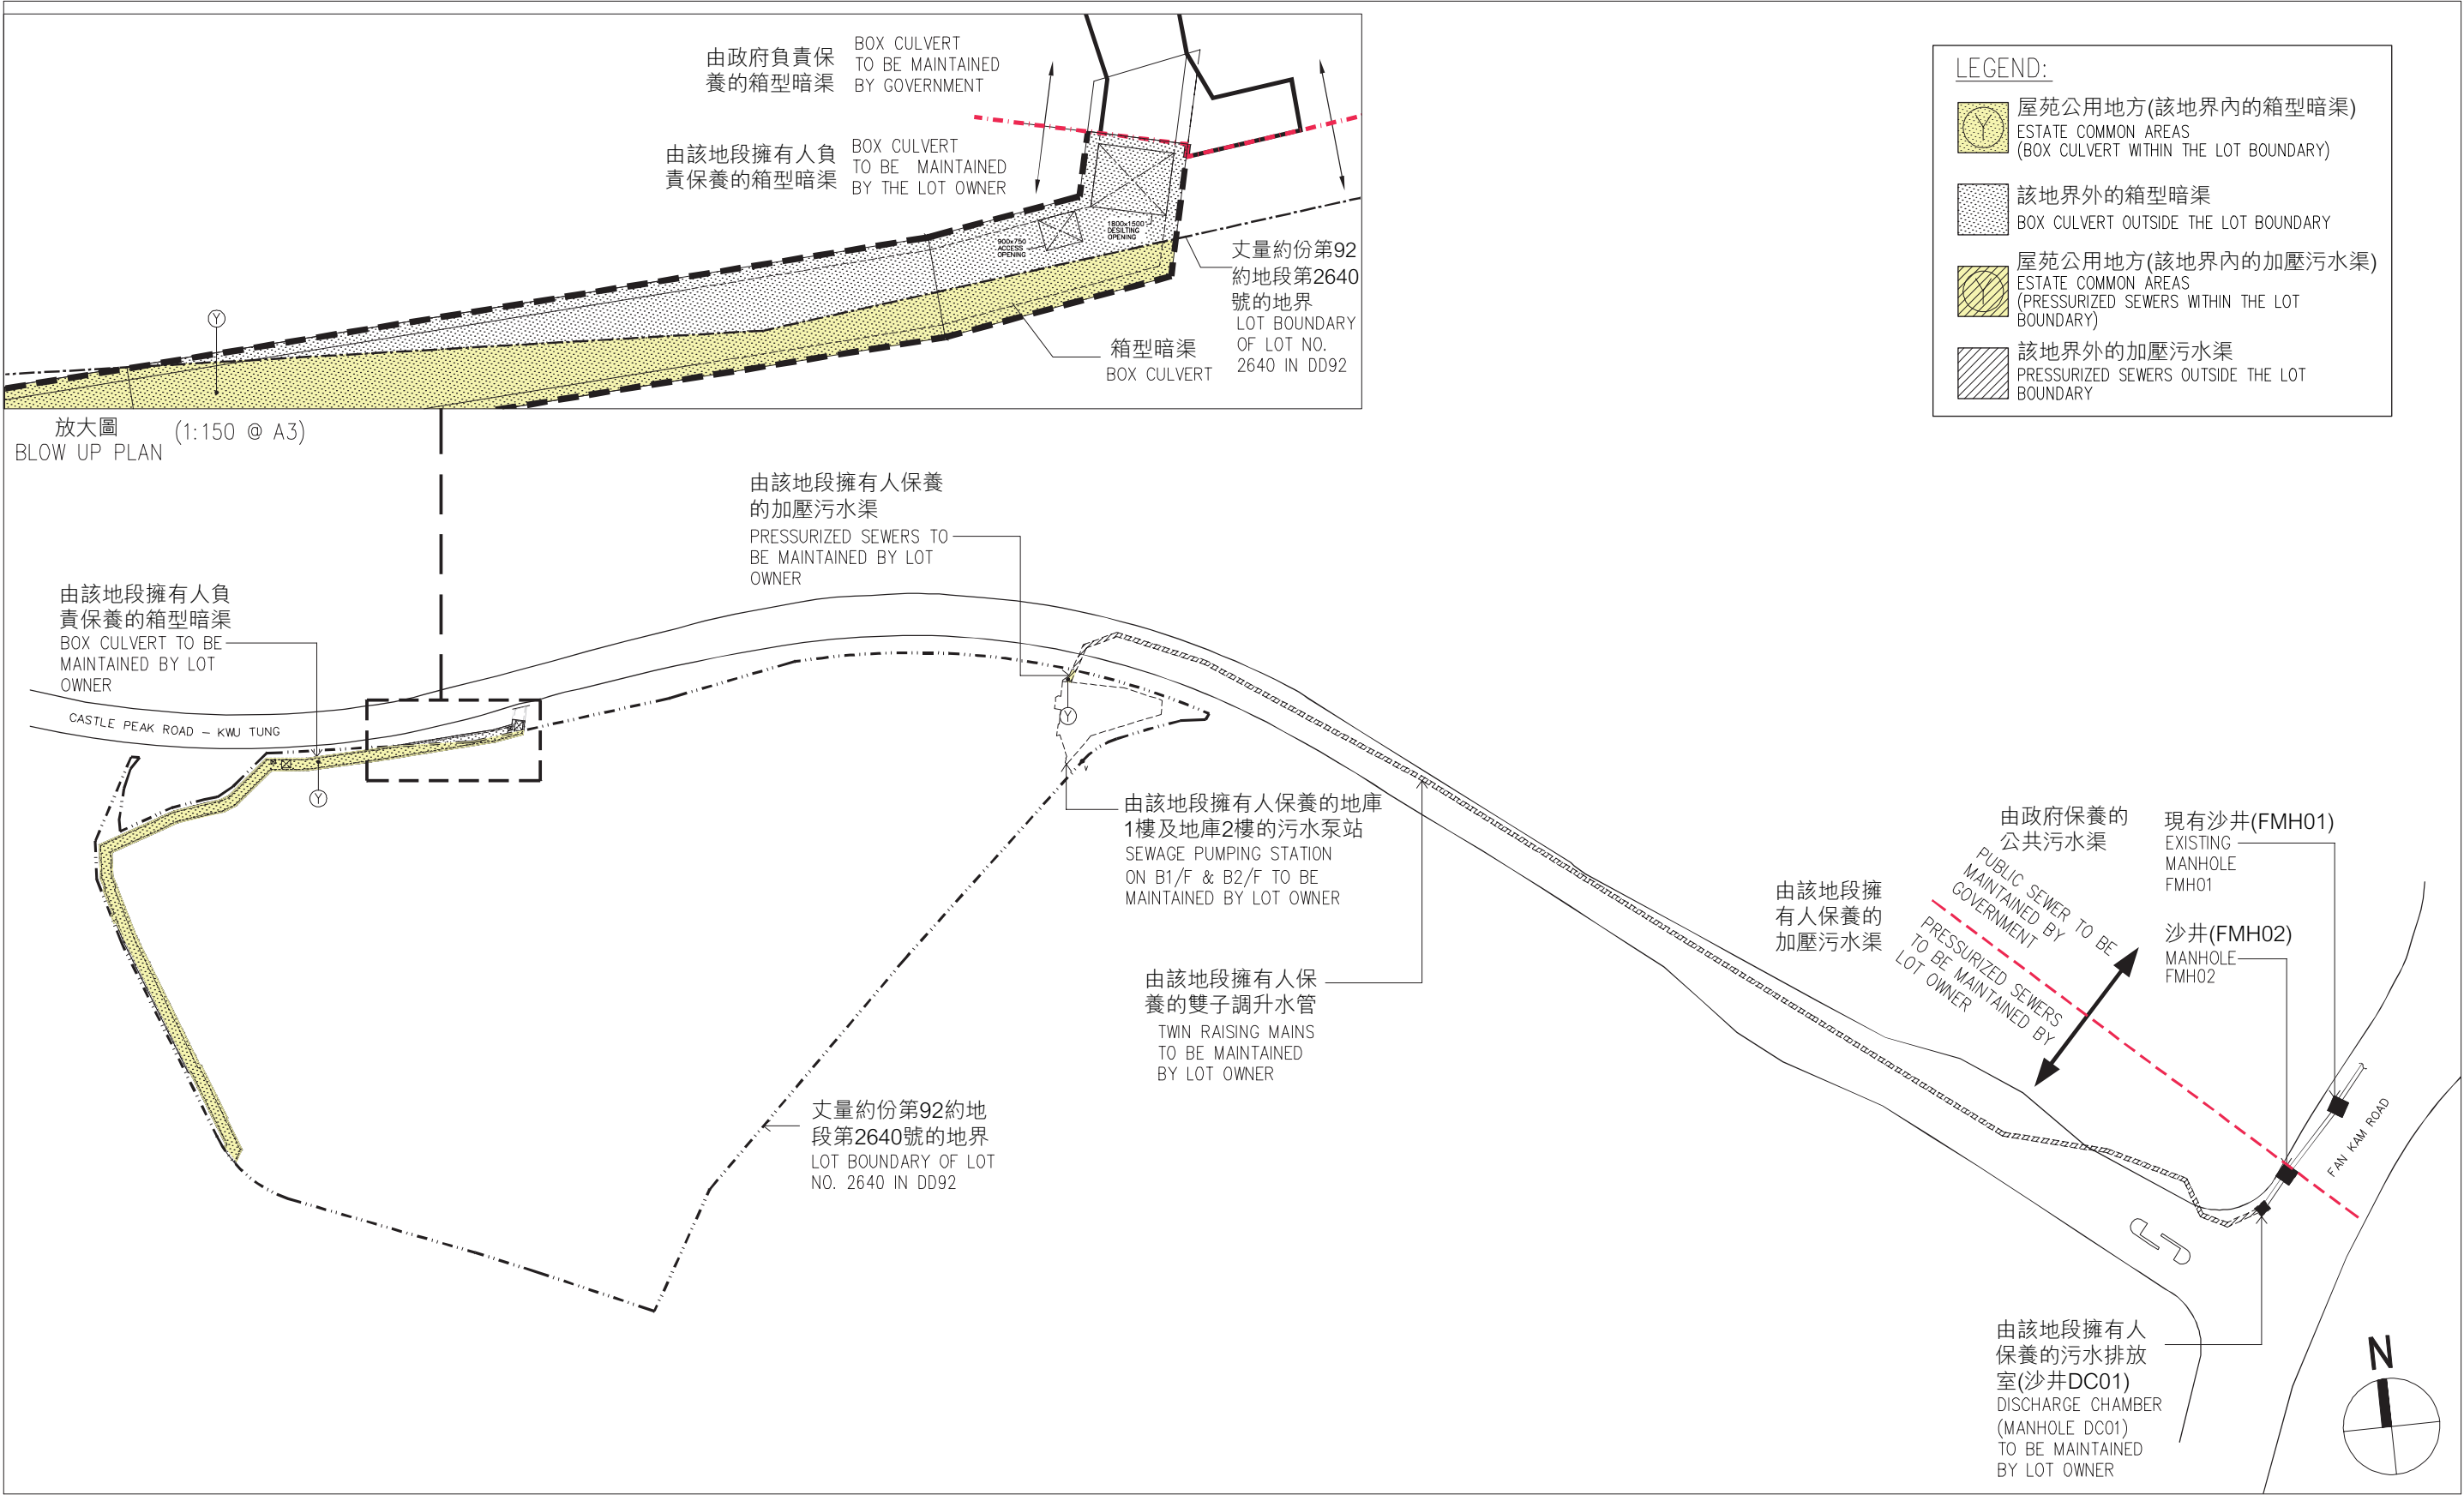 由政府負責保
養的箱型暗渠
BOX CULVERT
TO BE MAINTAINED
BY GOVERNMENT
由該地段擁有人負
責保養的箱型暗渠
BOX CULVERT
TO BE MAINTAINED
BY THE LOT OWNER
900x750
ACCESS
OPENING
1800x1500
DESILTING
OPENING
丈量約份第92
約地段第2640
號的地界
LOT BOUNDARY
OF LOT NO.
2640 IN DD92
箱型暗渠
BOX CULVERT
Y
放大圖
BLOW UP PLAN
(1:150 @ A3)
LEGEND:
Y
屋苑公用地方(該地界內的箱型暗渠)
ESTATE COMMON AREAS
(BOX CULVERT WITHIN THE LOT BOUNDARY)
該地界外的箱型暗渠
BOX CULVERT OUTSIDE THE LOT BOUNDARY
Y
屋苑公用地方(該地界內的加壓污水渠)
ESTATE COMMON AREAS
(PRESSURIZED SEWERS WITHIN THE LOT
BOUNDARY)
該地界外的加壓污水渠
PRESSURIZED SEWERS OUTSIDE THE LOT
BOUNDARY
由該地段擁有人保養
的加壓污水渠
PRESSURIZED SEWERS TO
BE MAINTAINED BY LOT
OWNER
由該地段擁有人負
責保養的箱型暗渠
BOX CULVERT TO BE
MAINTAINED BY LOT
OWNER
CASTLE PEAK ROAD – KWU TUNG
Y
Y
由該地段擁有人保養的地庫
1樓及地庫2樓的污水泵站
SEWAGE PUMPING STATION
ON B1/F & B2/F TO BE
MAINTAINED BY LOT OWNER
由該地段擁有人保
養的雙子調升水管
TWIN RAISING MAINS
TO BE MAINTAINED
BY LOT OWNER
丈量約份第92約地
段第2640號的地界
LOT BOUNDARY OF LOT
NO. 2640 IN DD92
由政府保養的
公共污水渠
PUBLIC SEWER TO BE
MAINTAINED BY
GOVERNMENT
由該地段擁
有人保養的
加壓污水渠
PRESSURIZED SEWERS
TO BE MAINTAINED BY
LOT OWNER
現有沙井(FMH01)
EXISTING
MANHOLE
FMH01
沙井(FMH02)
MANHOLE
FMH02
FAN KAM ROAD
由該地段擁有人
保養的污水排放
室(沙井DC01)
DISCHARGE CHAMBER
(MANHOLE DC01)
TO BE MAINTAINED
BY LOT OWNER
N